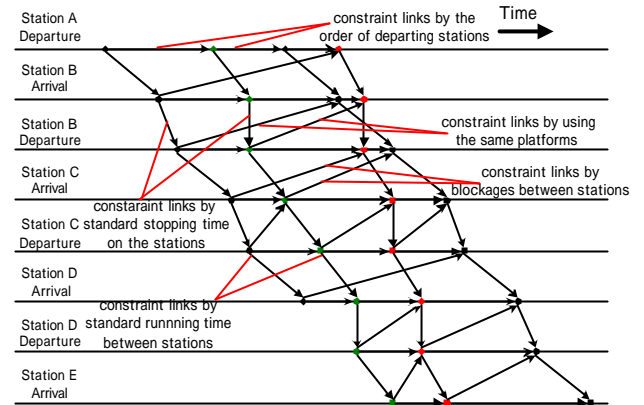 Station A
Departure
constraint links by the
order of departing stations
Time
Station B
Arrival
Station B
Departure
constraint links by using
the same platforms
Station C
Arrival
constraint links by
blockages between stations
constaraint links by
standard stopping time
on the stations
Station C
Departure
Station D
Arrival
constraint links by
standard runnning time
between stations
Station D
Departure
Station E
Arrival